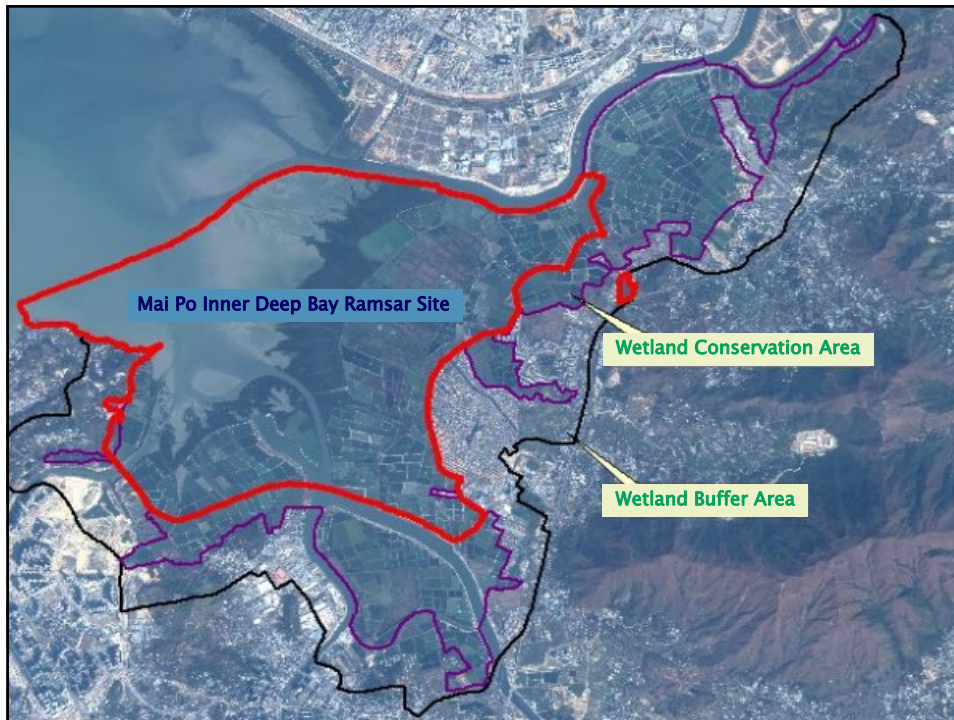 Mai Po Inner Deep Bay Ramsar Site
Wetland Conservation Area
Wetland Buffer Area